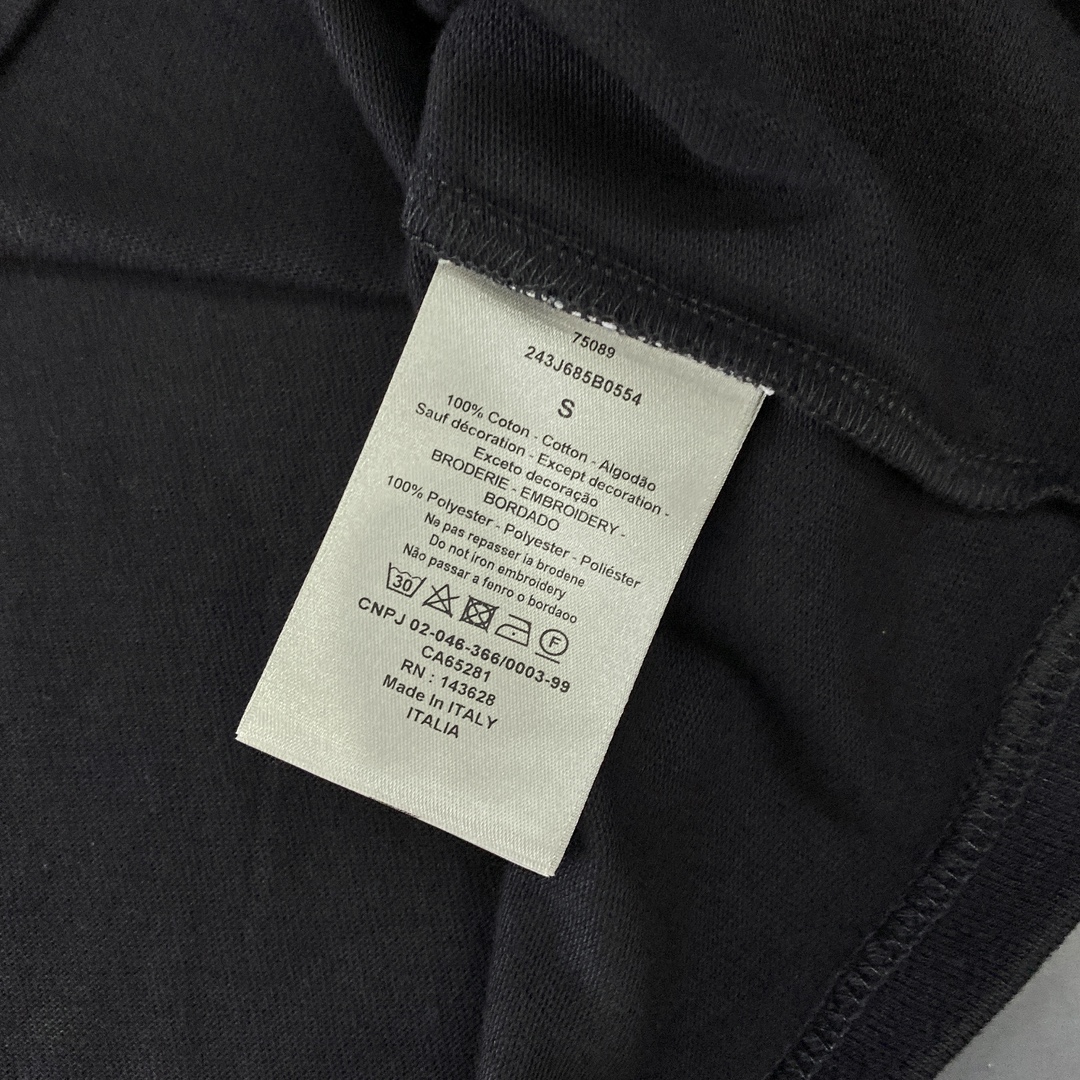 75089
243J685B0554
S
100% Coton - Cotton - Algodão
Sauf décoration - Except decoration -
Exceto decoração
BRODERIE - EMBROIDERY -
BORDADO
100% Polyester - Polyester - Poliéster
Na pas repasser la brodene
Do not iron embroidery
Não passar a fenro o bordaoo
30 F
CNPJ 02-046-366/0003-99
CA65281
RN : 143628
Made In ITALY
ITALIA